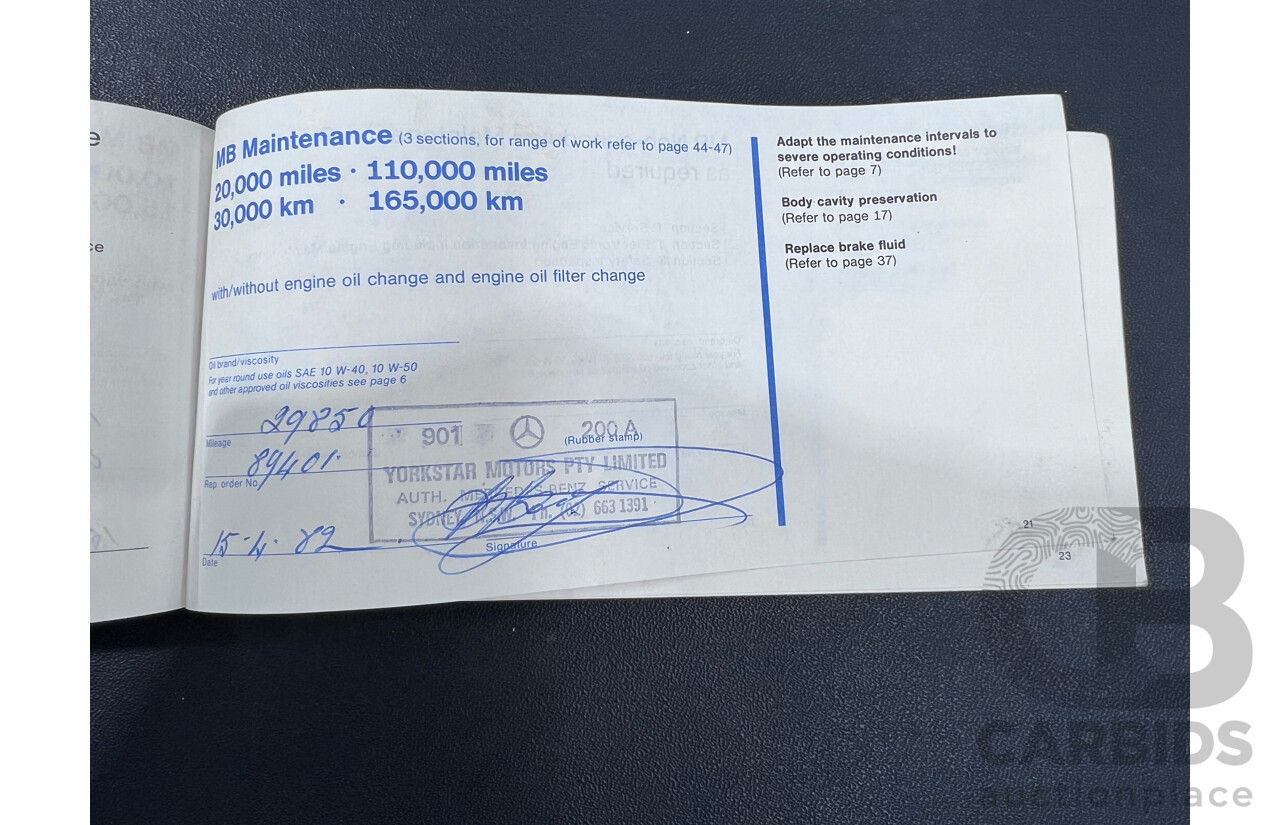 e
ce
MB Maintenance (3 sections, for range of work refer to page 44-47)
20,000 miles · 110,000 miles
30,000 km · 165,000 km
with/without engine oil change and engine oil filter change
Oil brand/viscosity
For year round use oils SAE 10 W-40, 10 W-50
and other approved oil viscosities see page 6
29850
Mileage
89401
Rep. order No
15-4-82
Date
901 200 A
(Rubber stamp)
YORKSTAR MOTORS PTY LIMITED
AUTH. MERCEDES-BENZ SERVICE
SYDNEY N.S.W. PH. (02) 663 1391
Signature
Adapt the maintenance intervals to
severe operating conditions!
(Refer to page 7)
Body cavity preservation
(Refer to page 17)
Replace brake fluid
(Refer to page 37)
21
23
CARBIDS
auctionplace